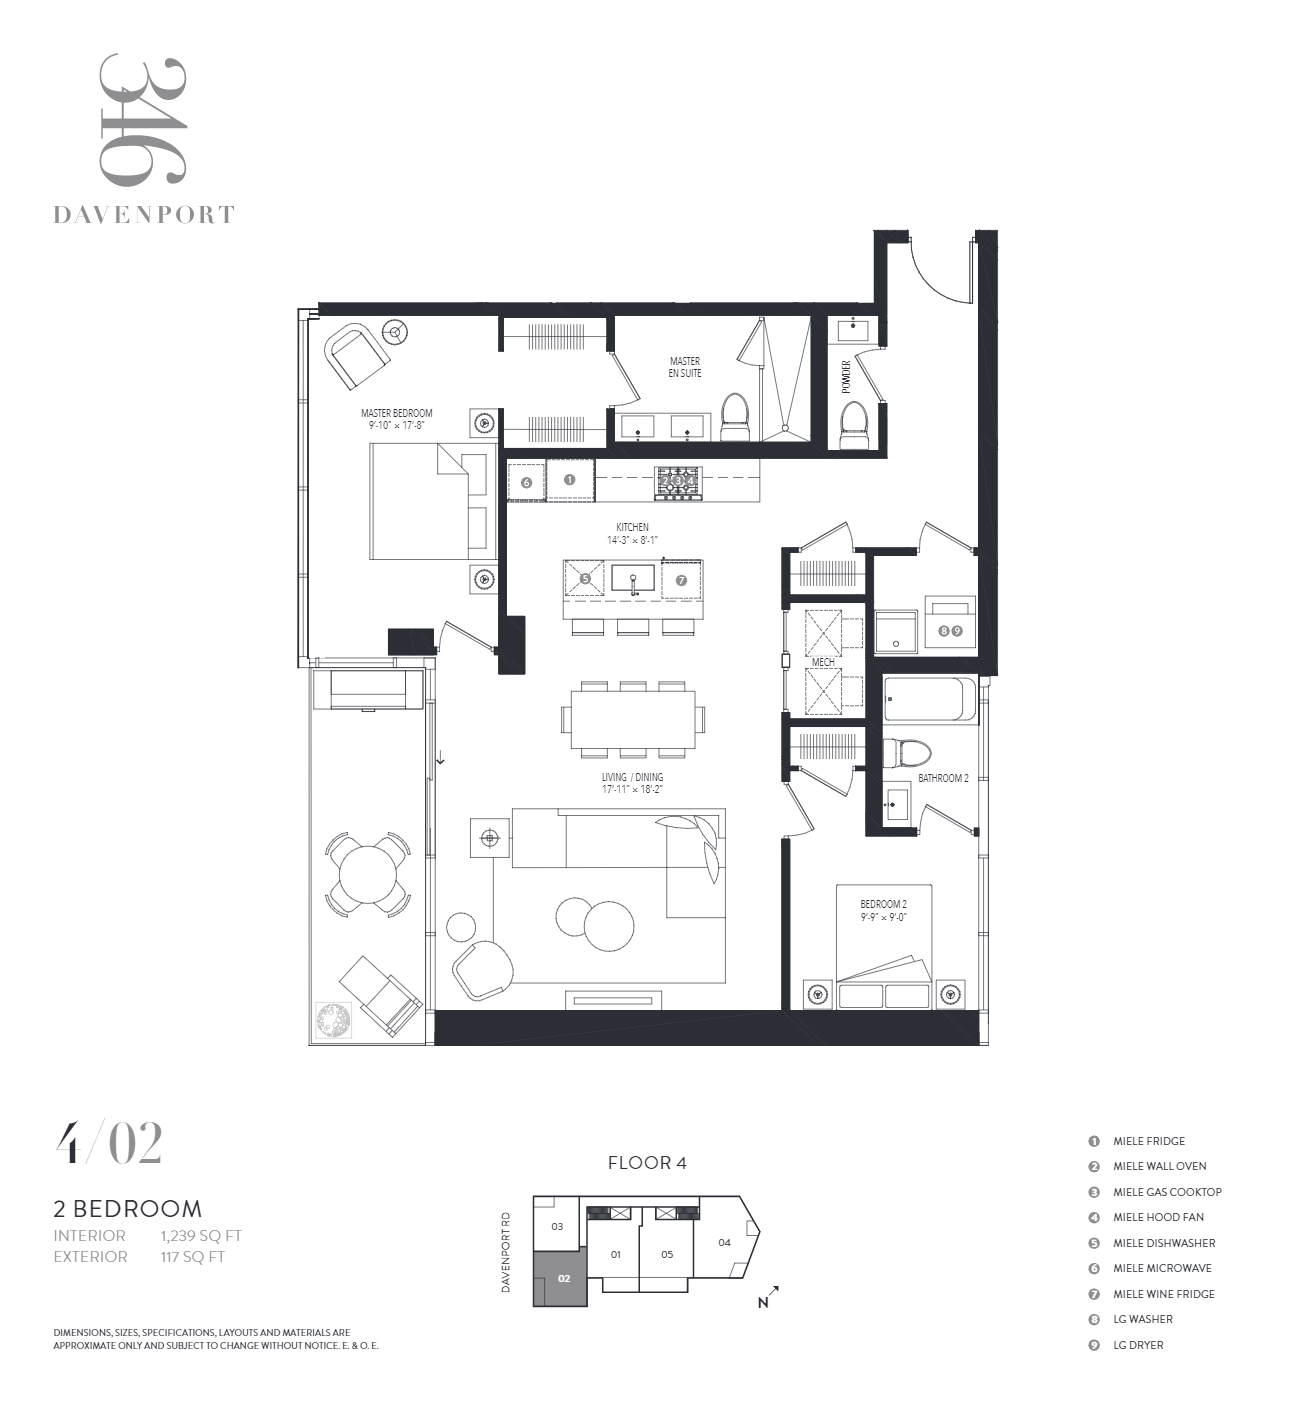 346
DAVENPORT
MASTER
EN SUITE
POWDER
MASTER BEDROOM
9'-10" × 17'-8"
6
1
2 3 4
KITCHEN
14'-3" × 8'-1"
5
7
8 9
MECH
LIVING / DINING
17'-11" × 18'-2"
BATHROOM 2
BEDROOM 2
9'-9" × 9'-0"
4/02
2 BEDROOM
INTERIOR 1,239 SQ FT
EXTERIOR 117 SQ FT
DIMENSIONS, SIZES, SPECIFICATIONS, LAYOUTS AND MATERIALS ARE
APPROXIMATE ONLY AND SUBJECT TO CHANGE WITHOUT NOTICE. E. & O. E.
FLOOR 4
DAVENPORT RD
03
01
05
04
02
N
1 MIELE FRIDGE
2 MIELE WALL OVEN
3 MIELE GAS COOKTOP
4 MIELE HOOD FAN
5 MIELE DISHWASHER
6 MIELE MICROWAVE
7 MIELE WINE FRIDGE
8 LG WASHER
9 LG DRYER